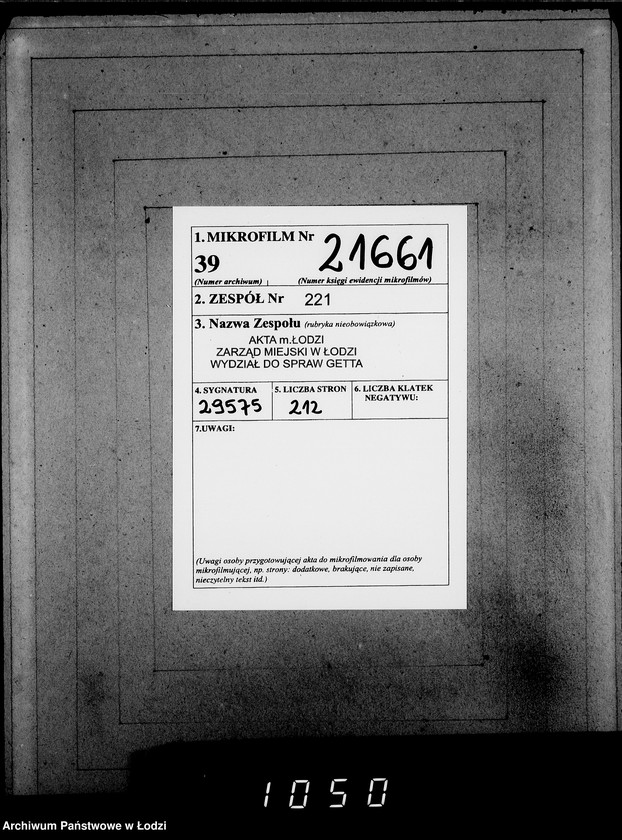 1. MIKROFILM Nr 21661
39
(Numer archiwum) (Numer księgi ewidencji mikrofilmów)
2. ZESPÓŁ Nr 221
3. Nazwa Zespołu (rubryka nieobowiązkowa)
AKTA m.ŁODZI
ZARZĄD MIEJSKI W ŁODZI
WYDZIAŁ DO SPRAW GETTA
4. SYGNATURA
29575
5. LICZBA STRON
212
6. LICZBA KLATEK
NEGATYWU:
7.UWAGI:
(Uwagi osoby przygotowującej akta do mikrofilmowania dla osoby
mikrofilmującej, np. strony: dodatkowe, brakujące, nie zapisane,
nieczytelny tekst itd.)
1050
Archiwum Państwowe w Łodzi